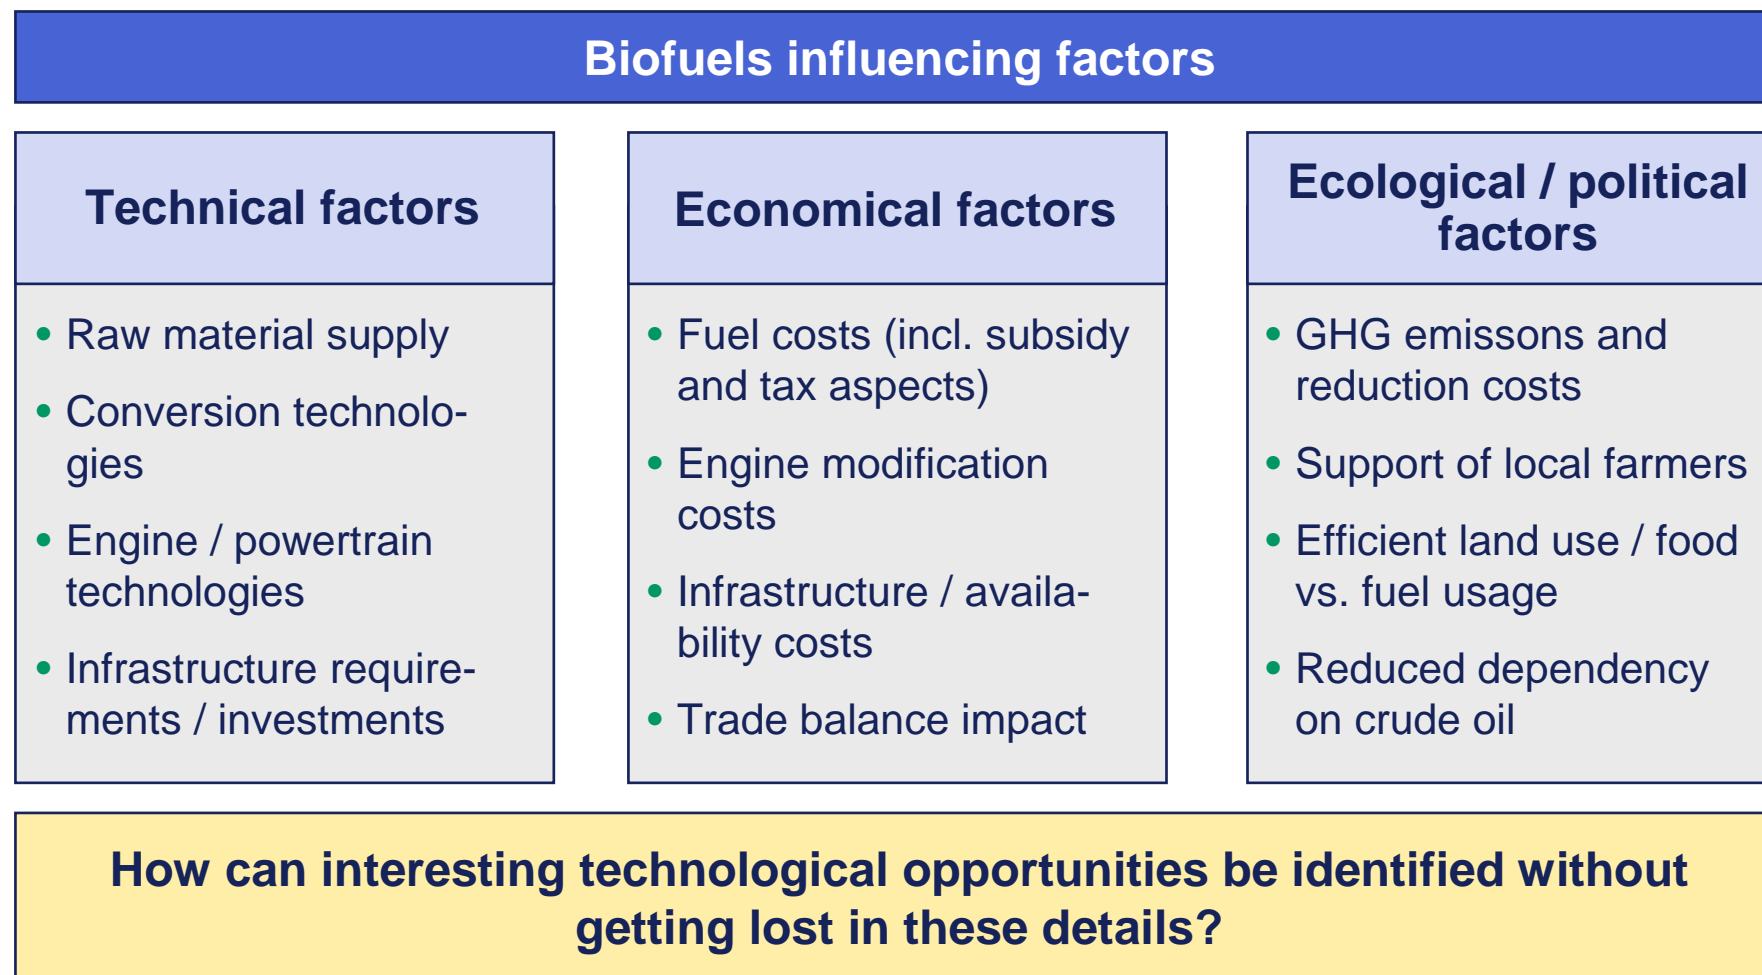 Biofuels influencing factors
Technical factors
• Raw material supply
• Conversion technolo-
gies
• Engine / powertrain
technologies
• Infrastructure require-
ments / investments
Economical factors
• Fuel costs (incl. subsidy
and tax aspects)
• Engine modification
costs
• Infrastructure / availa-
bility costs
• Trade balance impact
Ecological / political
factors
• GHG emissons and
reduction costs
• Support of local farmers
• Efficient land use / food
vs. fuel usage
• Reduced dependency
on crude oil
How can interesting technological opportunities be identified without
getting lost in these details?